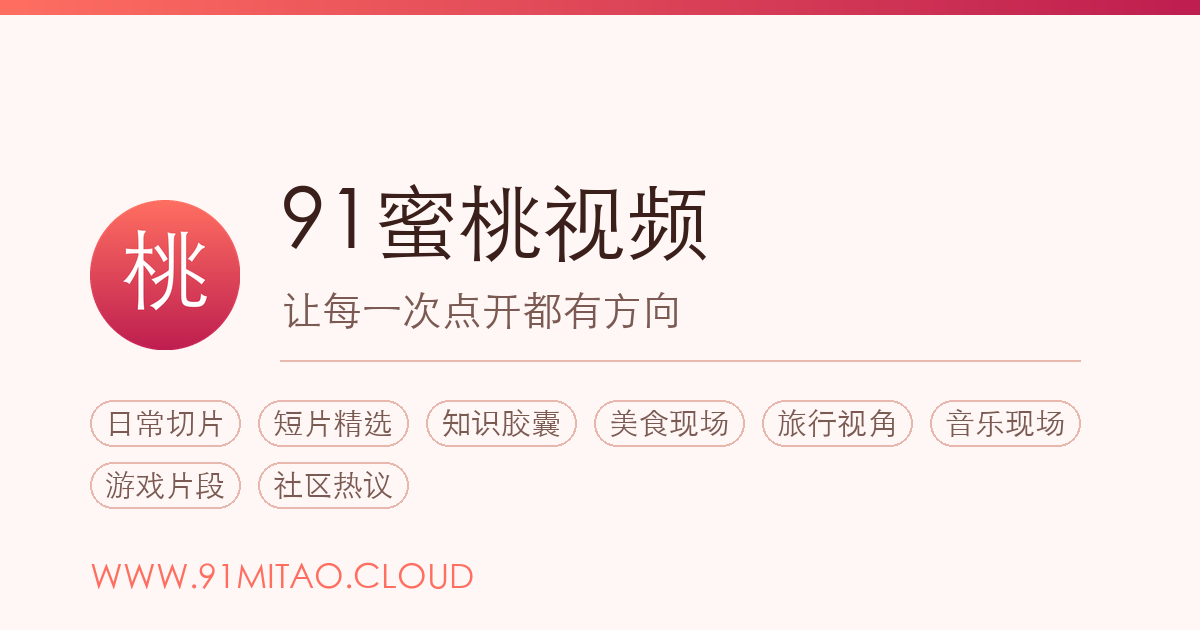 桃
91蜜桃视频
让每一次点开都有方向
日常切片 短片精选 知识胶囊 美食现场 旅行视角 音乐现场
游戏片段 社区热议
WWW.91MITAO.CLOUD